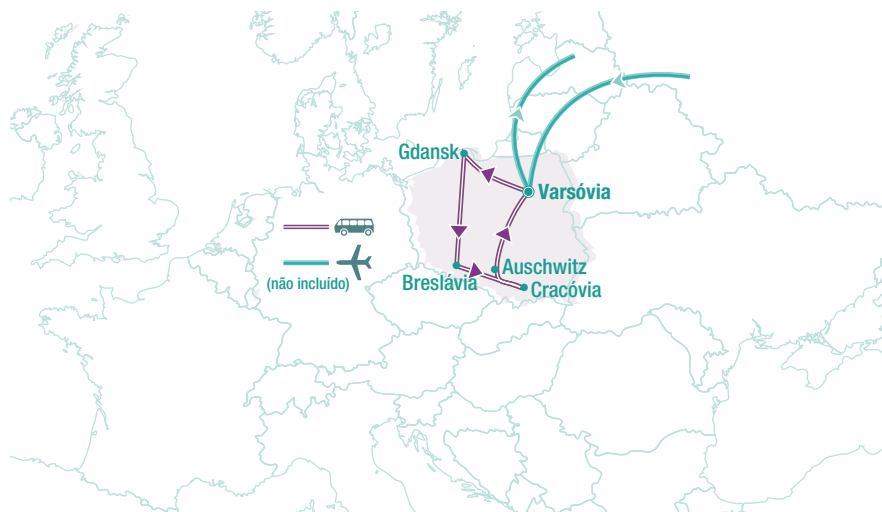 Gdansk
Varsóvia
Auschwitz
Breslávia
Cracóvia
(não incluído)